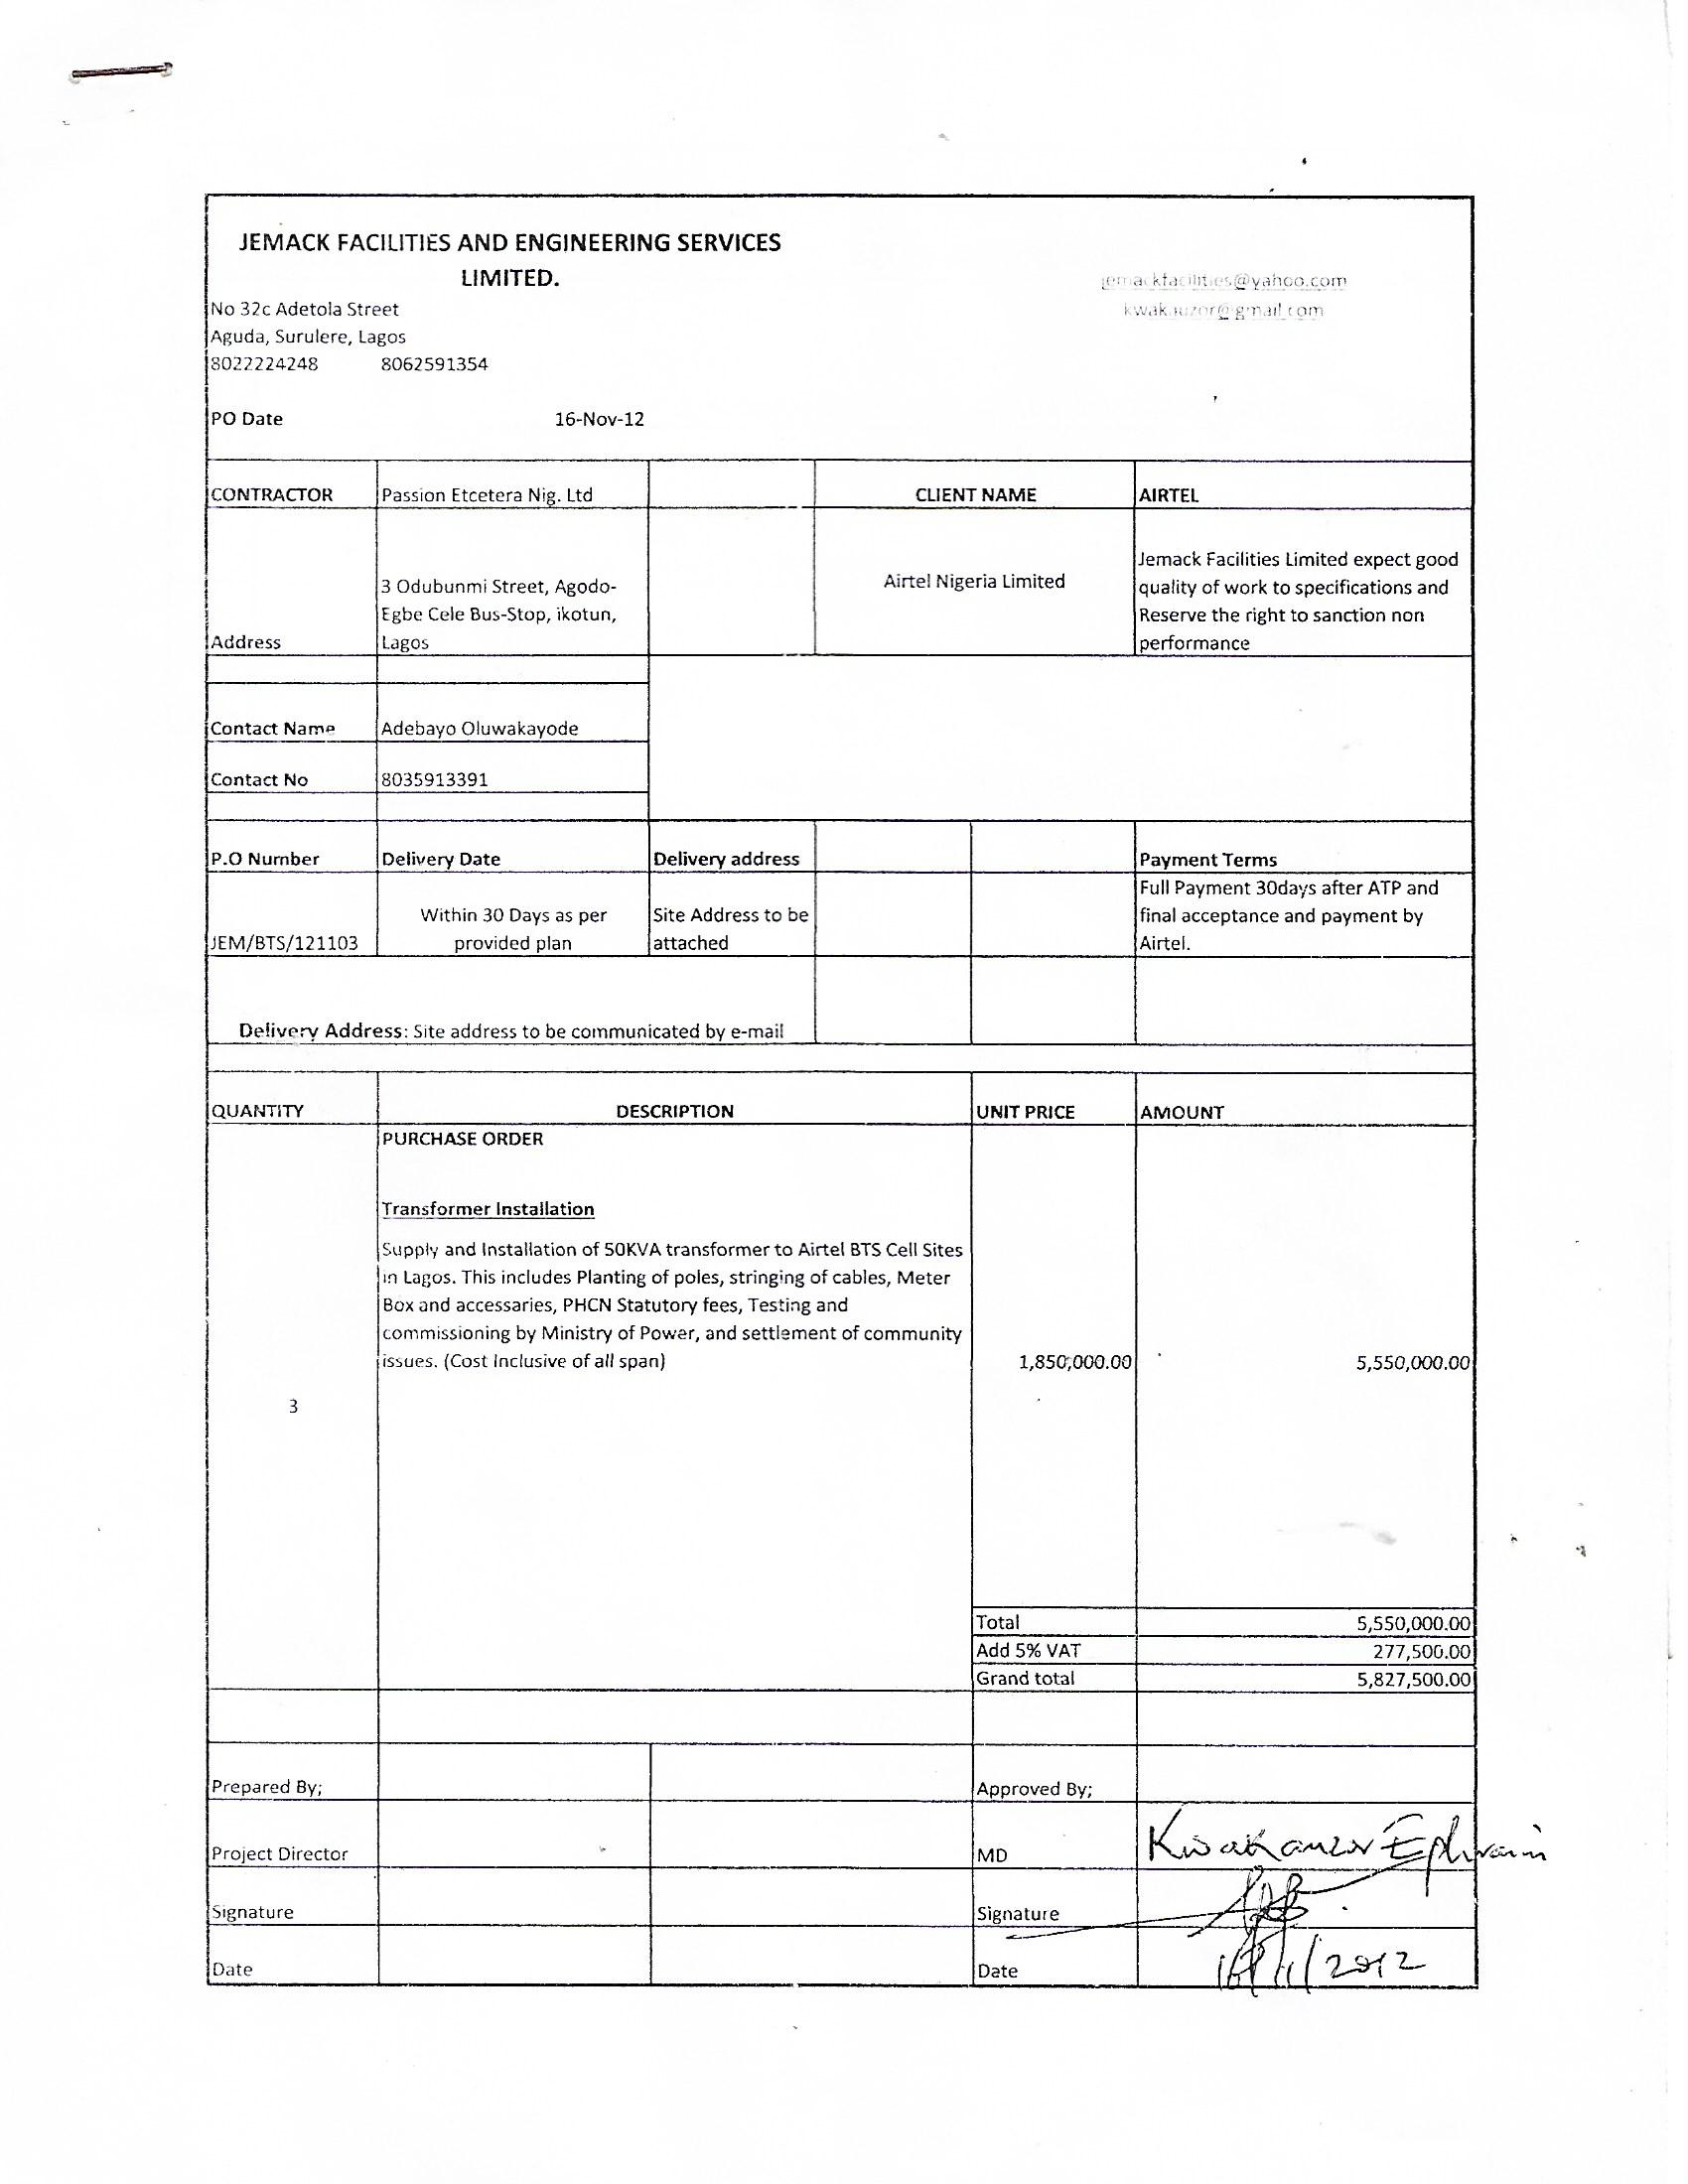 JEMACK FACILITIES AND ENGINEERING SERVICES
LIMITED.
jemackfacilities@yahoo.com
No 32c Adetola Street
kwakauzor@gmail.com
Aguda, Surulere, Lagos
8022224248 8062591354
PO Date 16-Nov-12
CONTRACTOR Passion Etcetera Nig. Ltd CLIENT NAME AIRTEL
Address
3 Odubunmi Street, Agodo-
Egbe Cele Bus-Stop, ikotun,
Lagos
Airtel Nigeria Limited
Jemack Facilities Limited expect good
quality of work to specifications and
Reserve the right to sanction non
performance
Contact Name Adebayo Oluwakayode
Contact No 8035913391
P.O Number Delivery Date Delivery address Payment Terms
JEM/BTS/121103
Within 30 Days as per
provided plan
Site Address to be
attached
Full Payment 30days after ATP and
final acceptance and payment by
Airtel.
Delivery Address: Site address to be communicated by e-mail
QUANTITY DESCRIPTION UNIT PRICE AMOUNT
PURCHASE ORDER
Transformer Installation
Supply and Installation of 50KVA transformer to Airtel BTS Cell Sites
in Lagos. This includes Planting of poles, stringing of cables, Meter
Box and accessaries, PHCN Statutory fees, Testing and
commissioning by Ministry of Power, and settlement of community
issues. (Cost Inclusive of all span) 1,850,000.00 5,550,000.00
3
Total 5,550,000.00
Add 5% VAT 277,500.00
Grand total 5,827,500.00
Prepared By; Approved By;
Project Director MD Kwakauzor Ephraim
Signature Signature
Date Date 16/11/2012